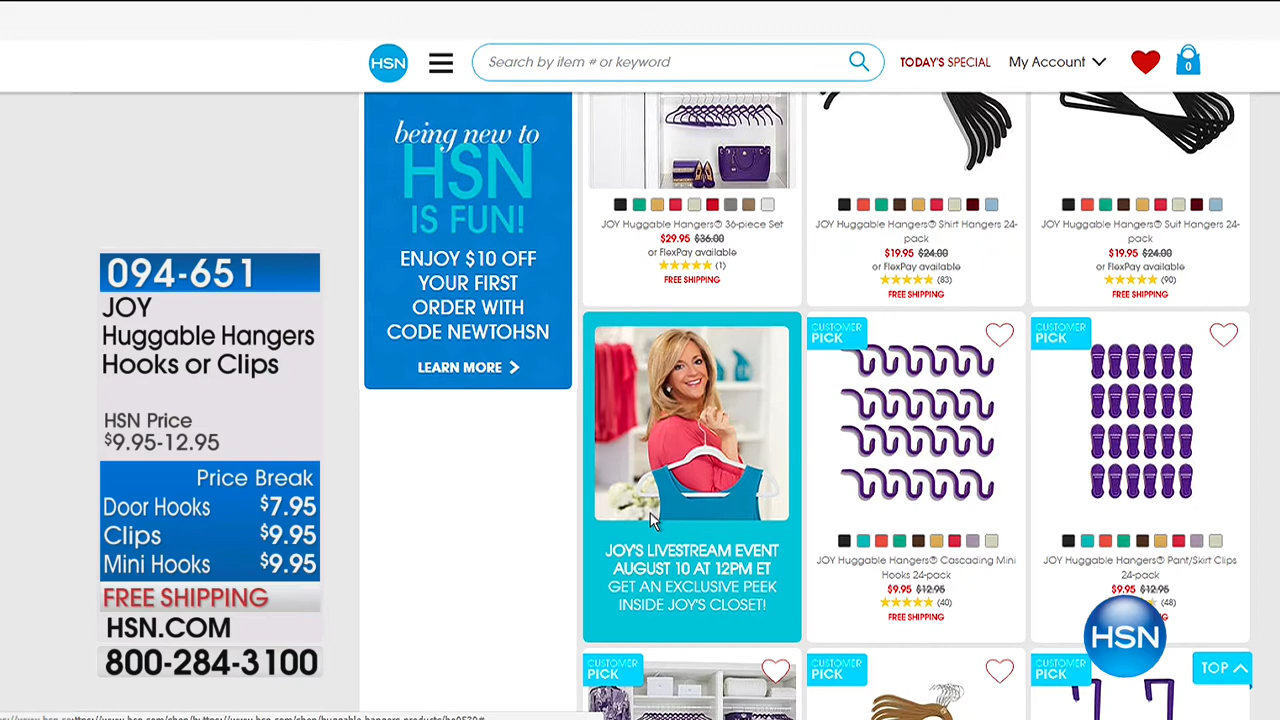 HSN
Search by item # or keyword
TODAY'S SPECIAL
My Account
0
being new to
HSN
IS FUN!
ENJOY $10 OFF
YOUR FIRST
ORDER WITH
CODE NEWTOHSN
LEARN MORE
094-651
JOY
Huggable Hangers
Hooks or Clips
HSN Price
$9.95-12.95
Price Break
Door Hooks $7.95
Clips $9.95
Mini Hooks $9.95
FREE SHIPPING
HSN.COM
800-284-3100
JOY Huggable Hangers® 36-piece Set
$29.95 $36.00
or FlexPay available
(1)
FREE SHIPPING
JOY Huggable Hangers® Shirt Hangers 24-
pack
$19.95 $24.00
or FlexPay available
(83)
FREE SHIPPING
JOY Huggable Hangers® Suit Hangers 24-
pack
$19.95 $24.00
or FlexPay available
(90)
FREE SHIPPING
JOY'S LIVESTREAM EVENT
AUGUST 10 AT 12PM ET
GET AN EXCLUSIVE PEEK
INSIDE JOY'S CLOSET!
CUSTOMER
PICK
JOY Huggable Hangers® Cascading Mini
Hooks 24-pack
$9.95 $12.95
(40)
FREE SHIPPING
CUSTOMER
PICK
JOY Huggable Hangers® Pant/Skirt Clips
24-pack
$9.95 $12.95
(48)
HSN
TOP
CUSTOMER
PICK
CUSTOMER
PICK
CUSTOMER
PICK